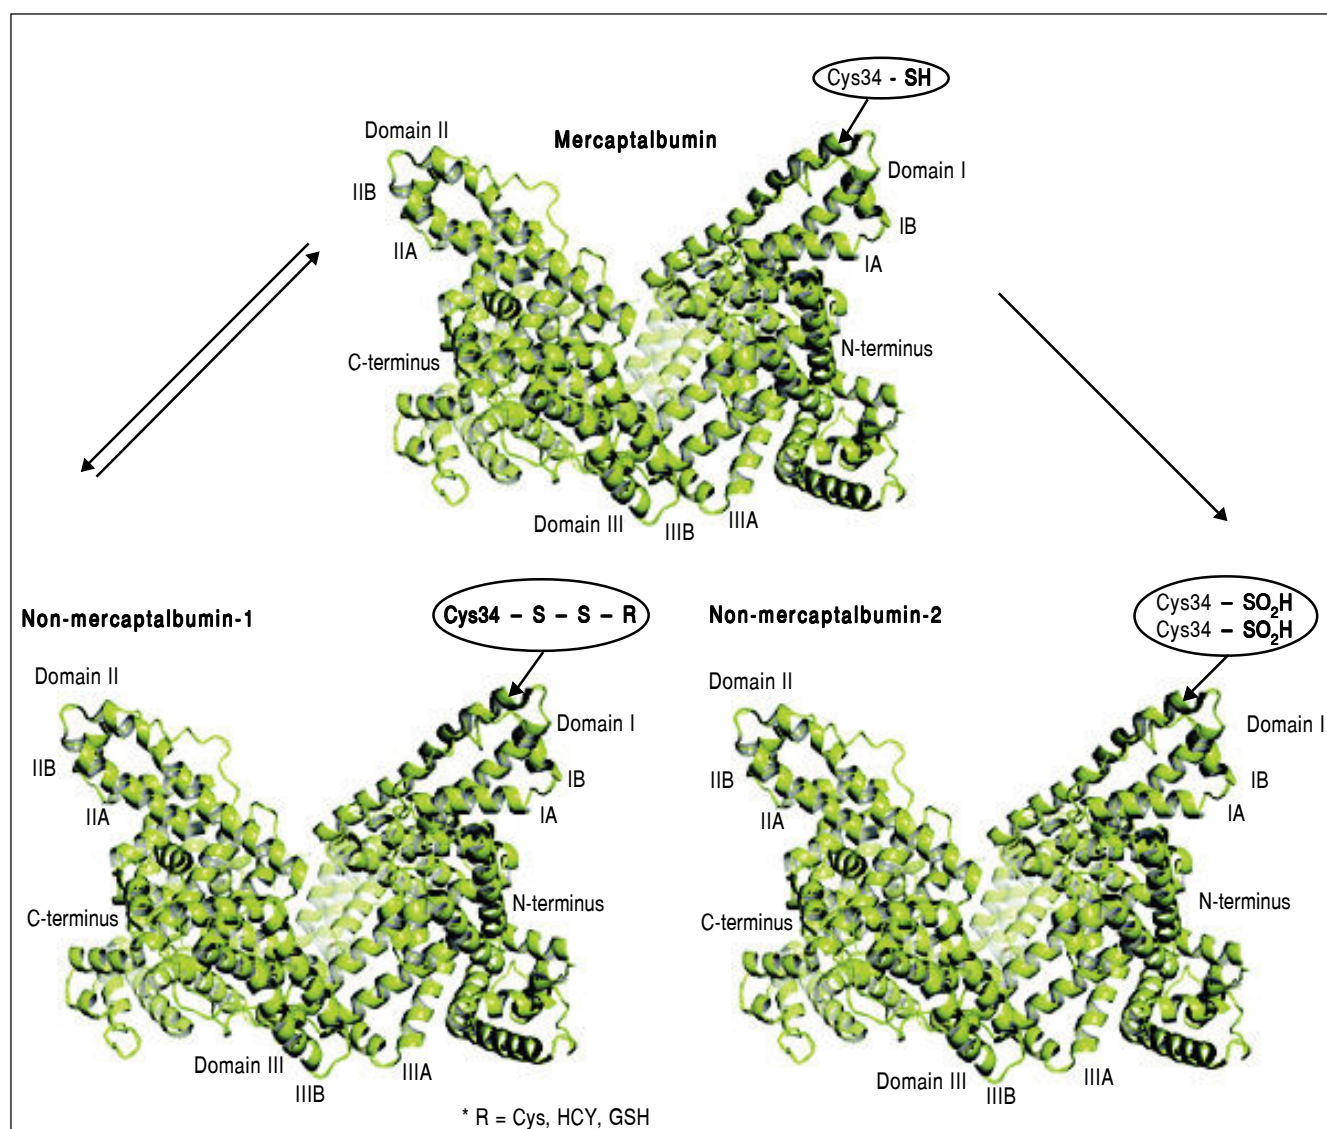 Cys34 - SH
Mercaptalbumin
Domain II
Domain I
IIB
IB
IIA
IA
C-terminus
N-terminus
Domain III
IIIB
IIIA
Non-mercaptalbumin-1
Cys34 – S – S – R
Domain II
Domain I
IIB
IB
IIA
IA
C-terminus
N-terminus
Domain III
IIIB
IIIA
* R = Cys, HCY, GSH
Non-mercaptalbumin-2
Cys34 – SO₂H
Cys34 – SO₂H
Domain II
Domain I
IIB
IB
IIA
IA
C-terminus
N-terminus
Domain III
IIIB
IIIA